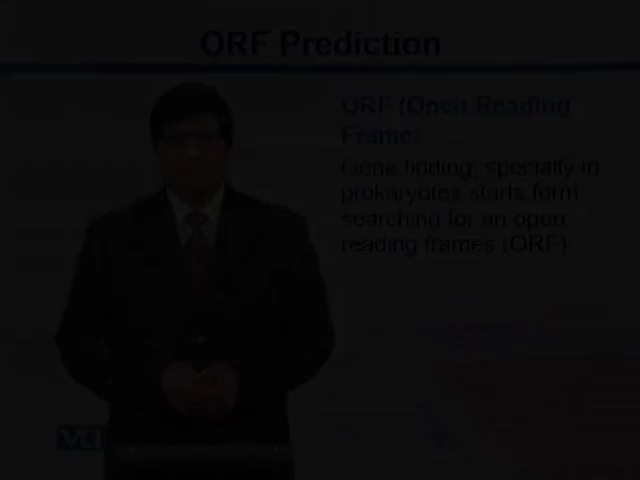 ORF Prediction
ORF (Open Reading
Frame)
Gene finding, specially in
prokaryotes starts form
searching for an open
reading frames (ORF)
VU